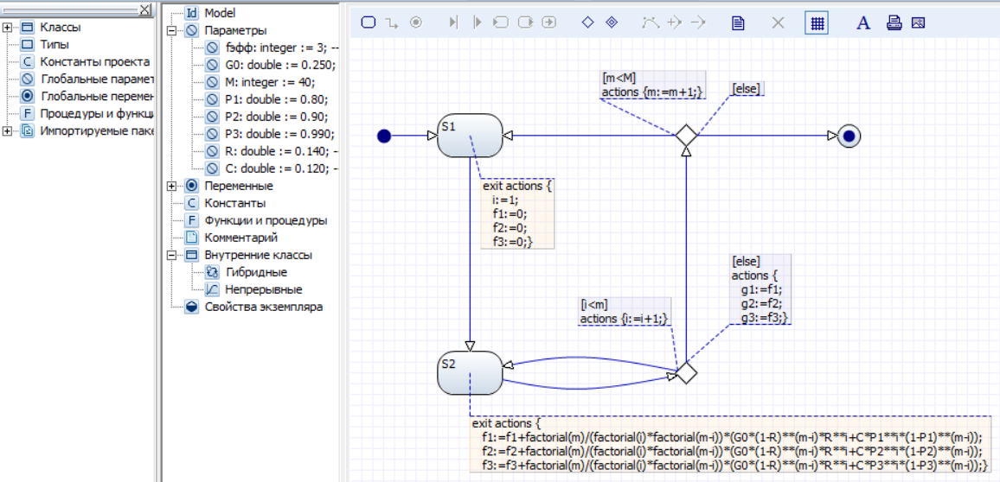 Классы
Типы
Константы проекта
Глобальные парамет
Глобальные перемен
Процедуры и функци
Импортируемые паке
Model
Параметры
fэфф: integer := 3; --
G0: double := 0.250;
M: integer := 40;
P1: double := 0.80;
P2: double := 0.90;
P3: double := 0.990;
R: double := 0.140; --
C: double := 0.120; --
Переменные
Константы
Функции и процедуры
Комментарий
Внутренние классы
Гибридные
Непрерывные
Свойства экземпляра
[m<M]
actions {m:=m+1;}
[else]
S1
exit actions {
i:=1;
f1:=0;
f2:=0;
f3:=0;}
[else]
actions {
g1:=f1;
g2:=f2;
g3:=f3;}
[i<m]
actions {i:=i+1;}
S2
exit actions {
f1:=f1+factorial(m)/(factorial(i)*factorial(m-i))*(G0*(1-R)**(m-i)*R**i+C*P1**i*(1-P1)**(m-i));
f2:=f2+factorial(m)/(factorial(i)*factorial(m-i))*(G0*(1-R)**(m-i)*R**i+C*P2**i*(1-P2)**(m-i));
f3:=f3+factorial(m)/(factorial(i)*factorial(m-i))*(G0*(1-R)**(m-i)*R**i+C*P3**i*(1-P3)**(m-i));}